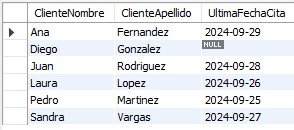 ClienteNombre ClienteApellido UltimaFechaCita
Ana Fernandez 2024-09-29
Diego Gonzalez NULL
Juan Rodriguez 2024-09-28
Laura Lopez 2024-09-26
Pedro Martinez 2024-09-25
Sandra Vargas 2024-09-27